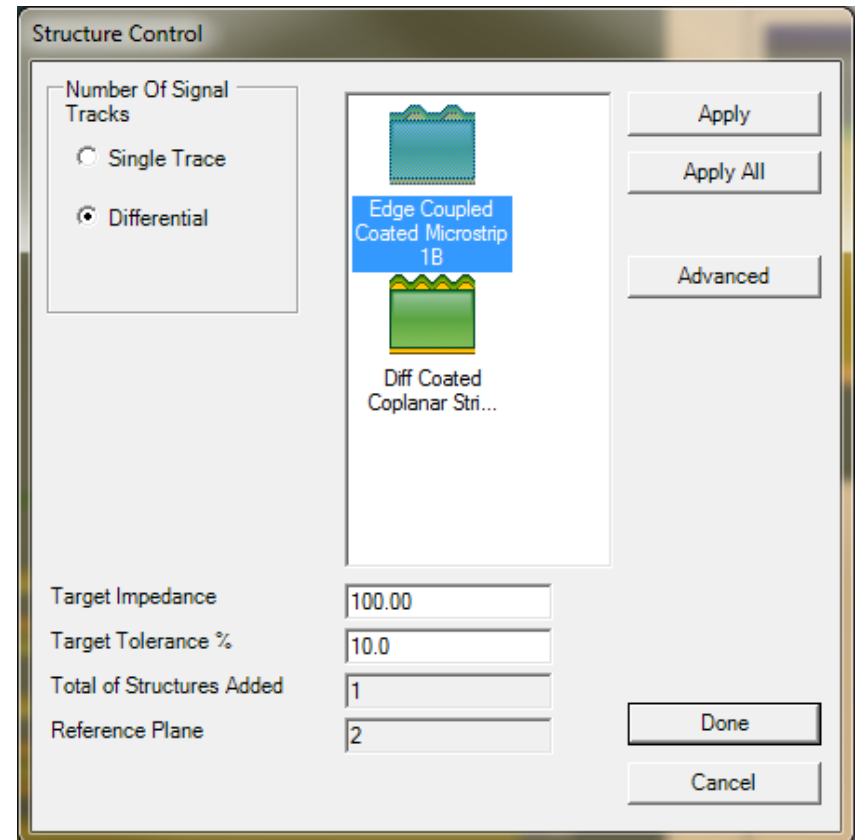 Structure Control
Number Of Signal
Tracks
Single Trace
Differential
Edge Coupled
Coated Microstrip
1B
Diff Coated
Coplanar Stri...
Apply
Apply All
Advanced
Target Impedance
100.00
Target Tolerance %
10.0
Total of Structures Added
1
Reference Plane
2
Done
Cancel